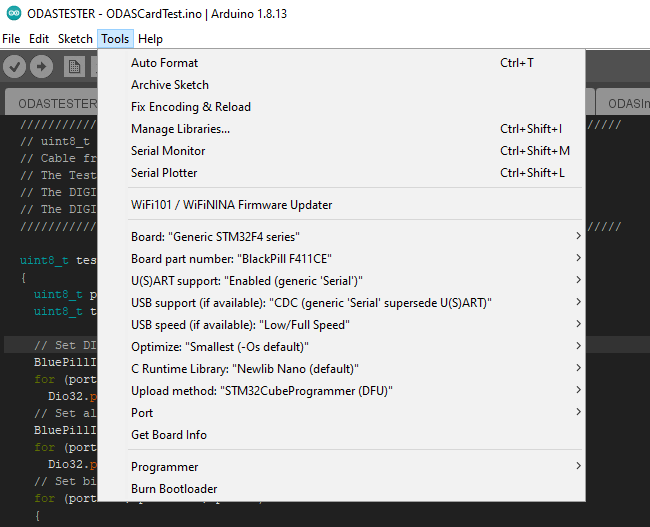 ODASTESTER - ODASCardTest.ino | Arduino 1.8.13
File Edit Sketch Tools Help
Auto Format Ctrl+T
Archive Sketch
ODASTESTER Fix Encoding & Reload ODASIn
//////////// Manage Libraries... Ctrl+Shift+I /////
// uint8_t Serial Monitor Ctrl+Shift+M
// Cable fr
// The Test Serial Plotter Ctrl+Shift+L
// The DIGI
// The DIGI WiFi101 / WiFiNINA Firmware Updater
//////////// /////
Board: "Generic STM32F4 series"
uint8_t tes Board part number: "BlackPill F411CE"
{ U(S)ART support: "Enabled (generic 'Serial')"
uint8_t p USB support (if available): "CDC (generic 'Serial' supersede U(S)ART)"
uint8_t t USB speed (if available): "Low/Full Speed"
// Set DI Optimize: "Smallest (-Os default)"
BluePillI C Runtime Library: "Newlib Nano (default)"
for (port
Dio32.p Upload method: "STM32CubeProgrammer (DFU)"
// Set al Port
BluePillI Get Board Info
for (port
Dio32.p Programmer
// Set bi Burn Bootloader
for (port
{